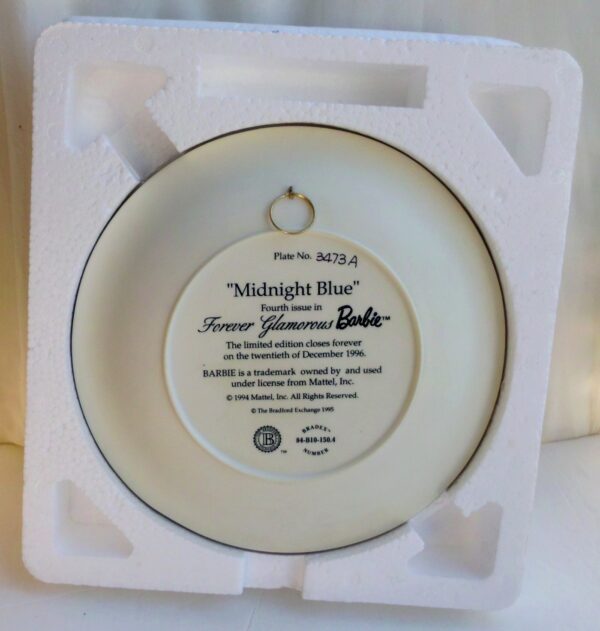 Plate No. 3473A
"Midnight Blue"
Fourth issue in
Forever Glamorous Barbie™
The limited edition closes forever
on the twentieth of December 1996.
BARBIE is a trademark owned by and used
under license from Mattel, Inc.
© 1994 Mattel, Inc. All Rights Reserved.
© The Bradford Exchange 1995
B ™
BRADEX™
84-B10-150.4
NUMBER